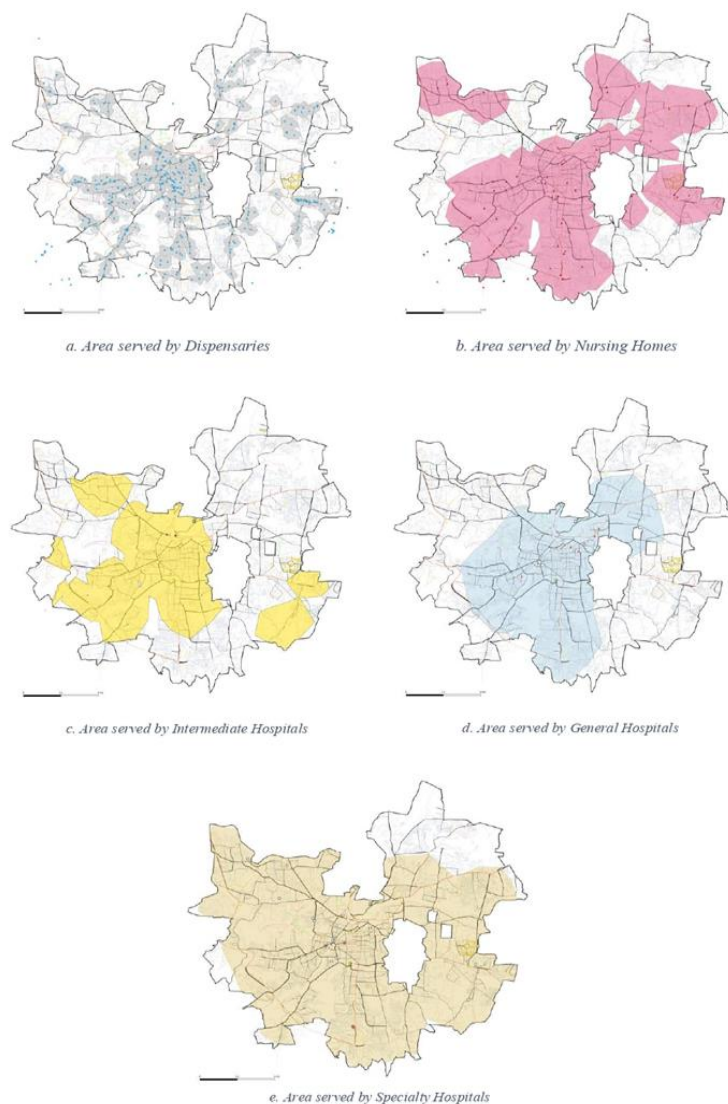 a. Area served by Dispensaries
b. Area served by Nursing Homes
c. Area served by Intermediate Hospitals
d. Area served by General Hospitals
e. Area served by Specialty Hospitals